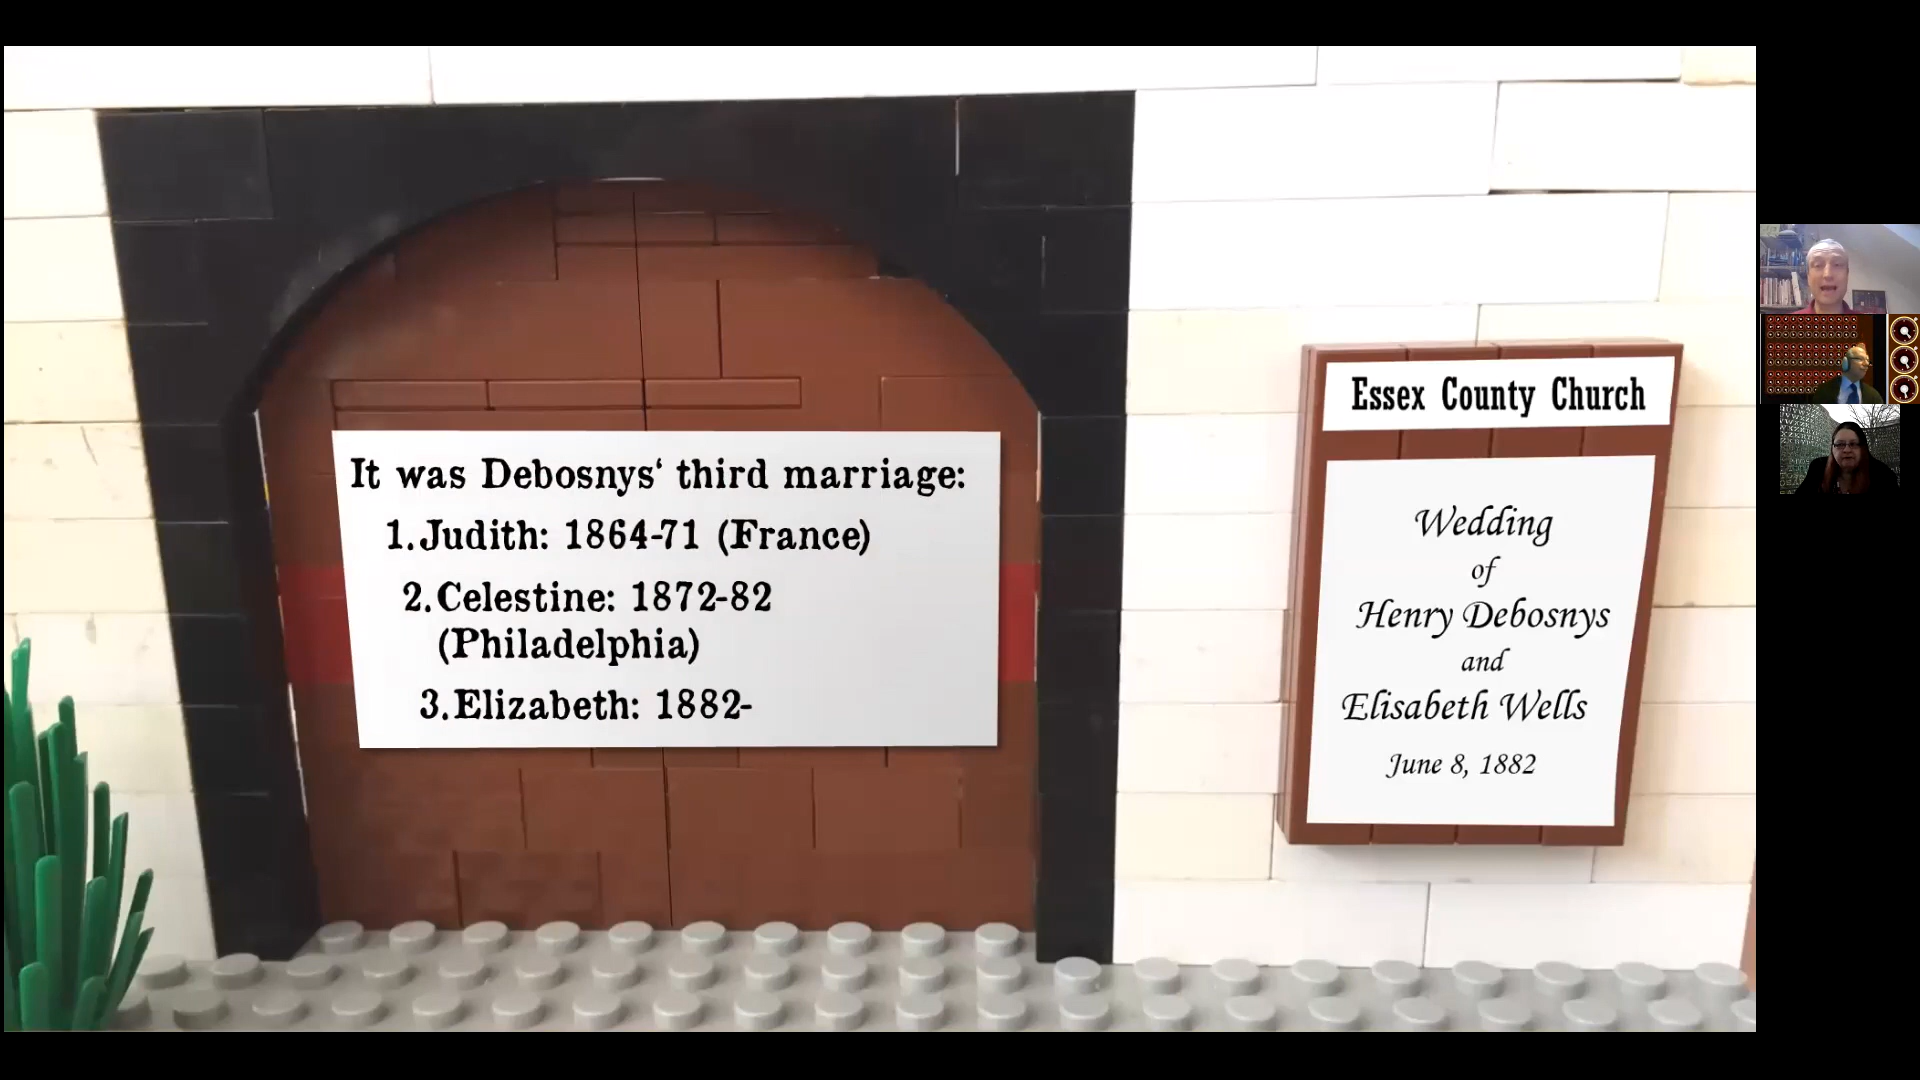 It was Debosnys‘ third marriage:
1. Judith: 1864-71 (France)
2. Celestine: 1872-82
(Philadelphia)
3. Elizabeth: 1882-
Essex County Church
Wedding
of
Henry Debosnys
and
Elisabeth Wells
June 8, 1882